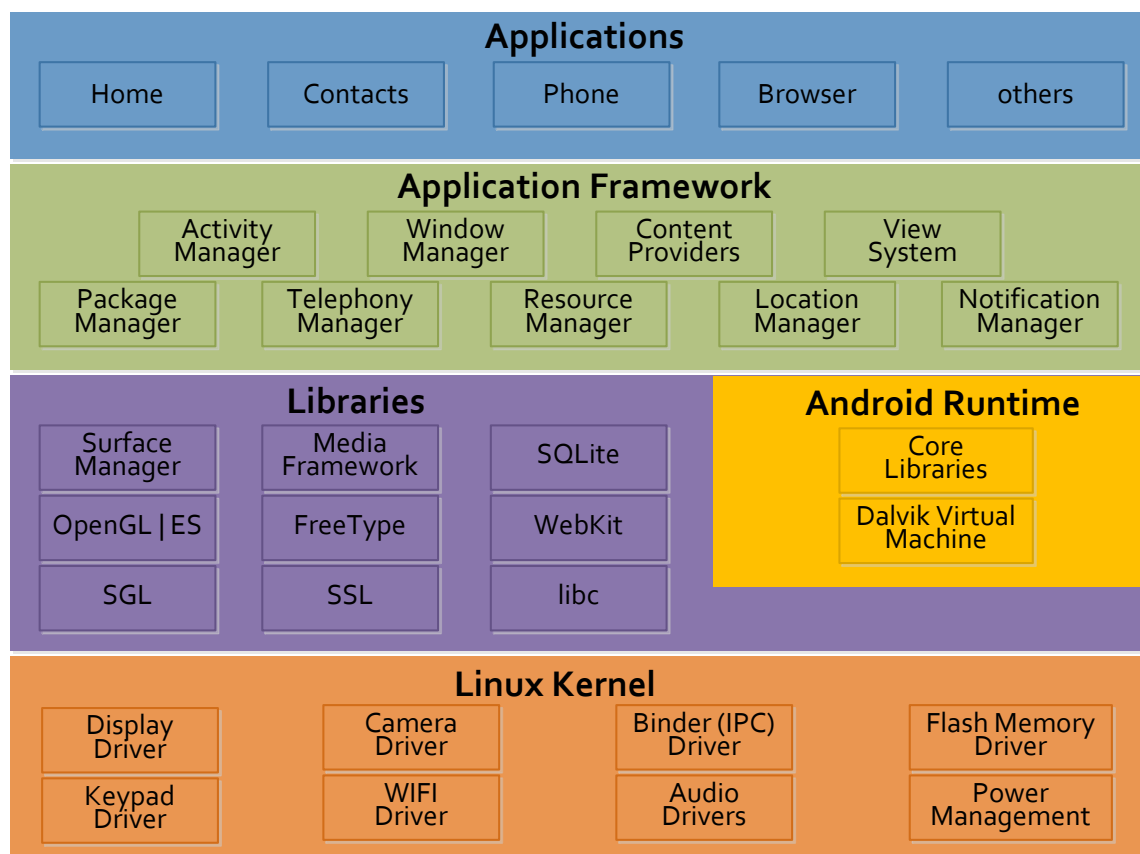 Applications
Home
Contacts
Phone
Browser
others
Application Framework
Activity
Manager
Window
Manager
Content
Providers
View
System
Package
Manager
Telephony
Manager
Resource
Manager
Location
Manager
Notification
Manager
Libraries
Surface
Manager
Media
Framework
SQLite
OpenGL | ES
FreeType
WebKit
SGL
SSL
libc
Android Runtime
Core
Libraries
Dalvik Virtual
Machine
Linux Kernel
Display
Driver
Camera
Driver
Binder (IPC)
Driver
Flash Memory
Driver
Keypad
Driver
WIFI
Driver
Audio
Drivers
Power
Management